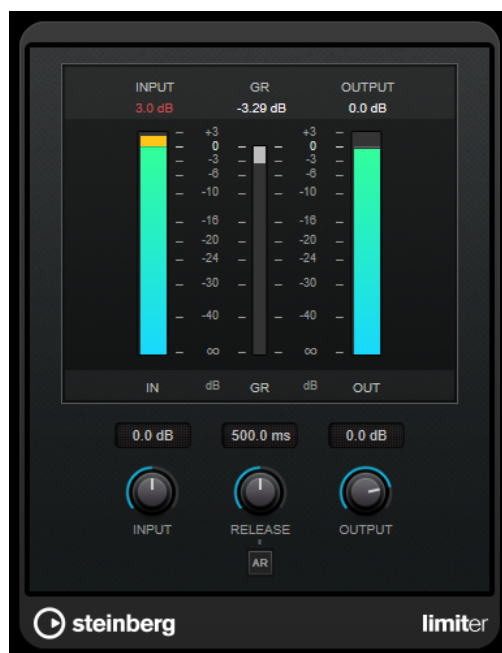 INPUT GR OUTPUT
3.0 dB -3.29 dB 0.0 dB
+3 +3
0 0
-3 -3
-6 -6
-10 -10
-16 -16
-20 -20
-24 -24
-30 -30
-40 -40
∞ ∞
IN dB GR dB OUT
0.0 dB 500.0 ms 0.0 dB
INPUT RELEASE OUTPUT
AR
steinberg limiter